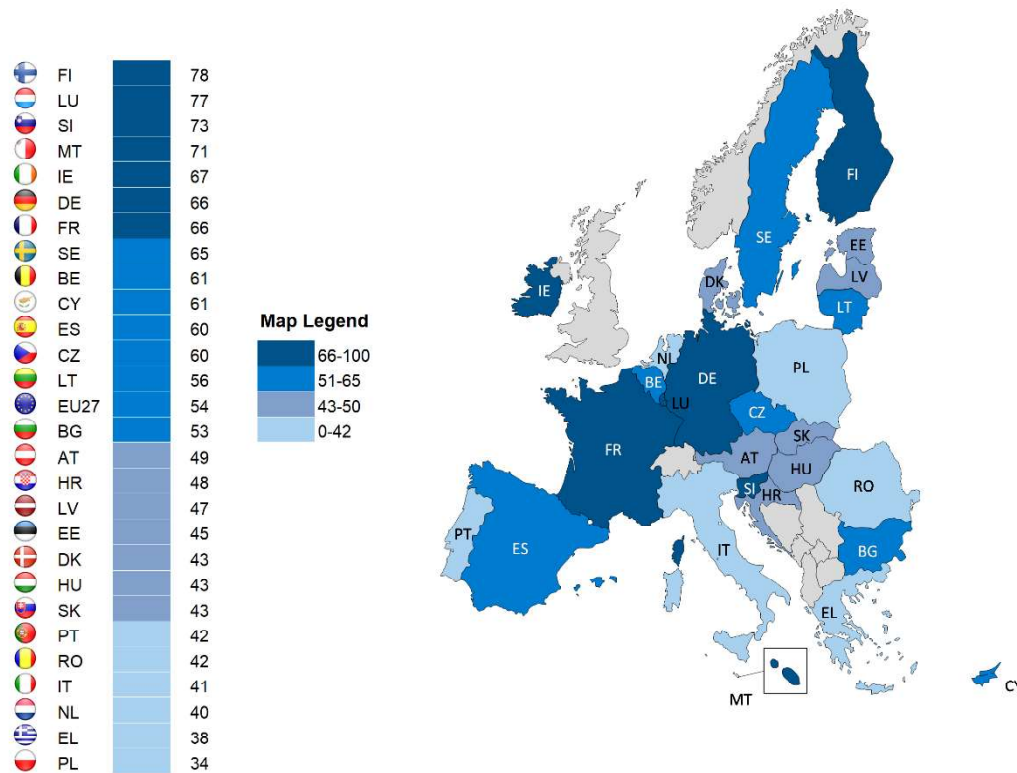 FI 78
LU 77
SI 73
MT 71
IE 67
DE 66
FR 66
SE 65
BE 61
CY 61
ES 60
CZ 60
LT 56
EU27 54
BG 53
AT 49
HR 48
LV 47
EE 45
DK 43
HU 43
SK 43
PT 42
RO 42
IT 41
NL 40
EL 38
PL 34
Map Legend
66-100
51-65
43-50
0-42
FI
SE
EE
LV
LT
DK
IE
NL
BE
LU
DE
PL
CZ
SK
FR
AT
HU
SI
HR
RO
PT
ES
IT
BG
EL
MT
CY